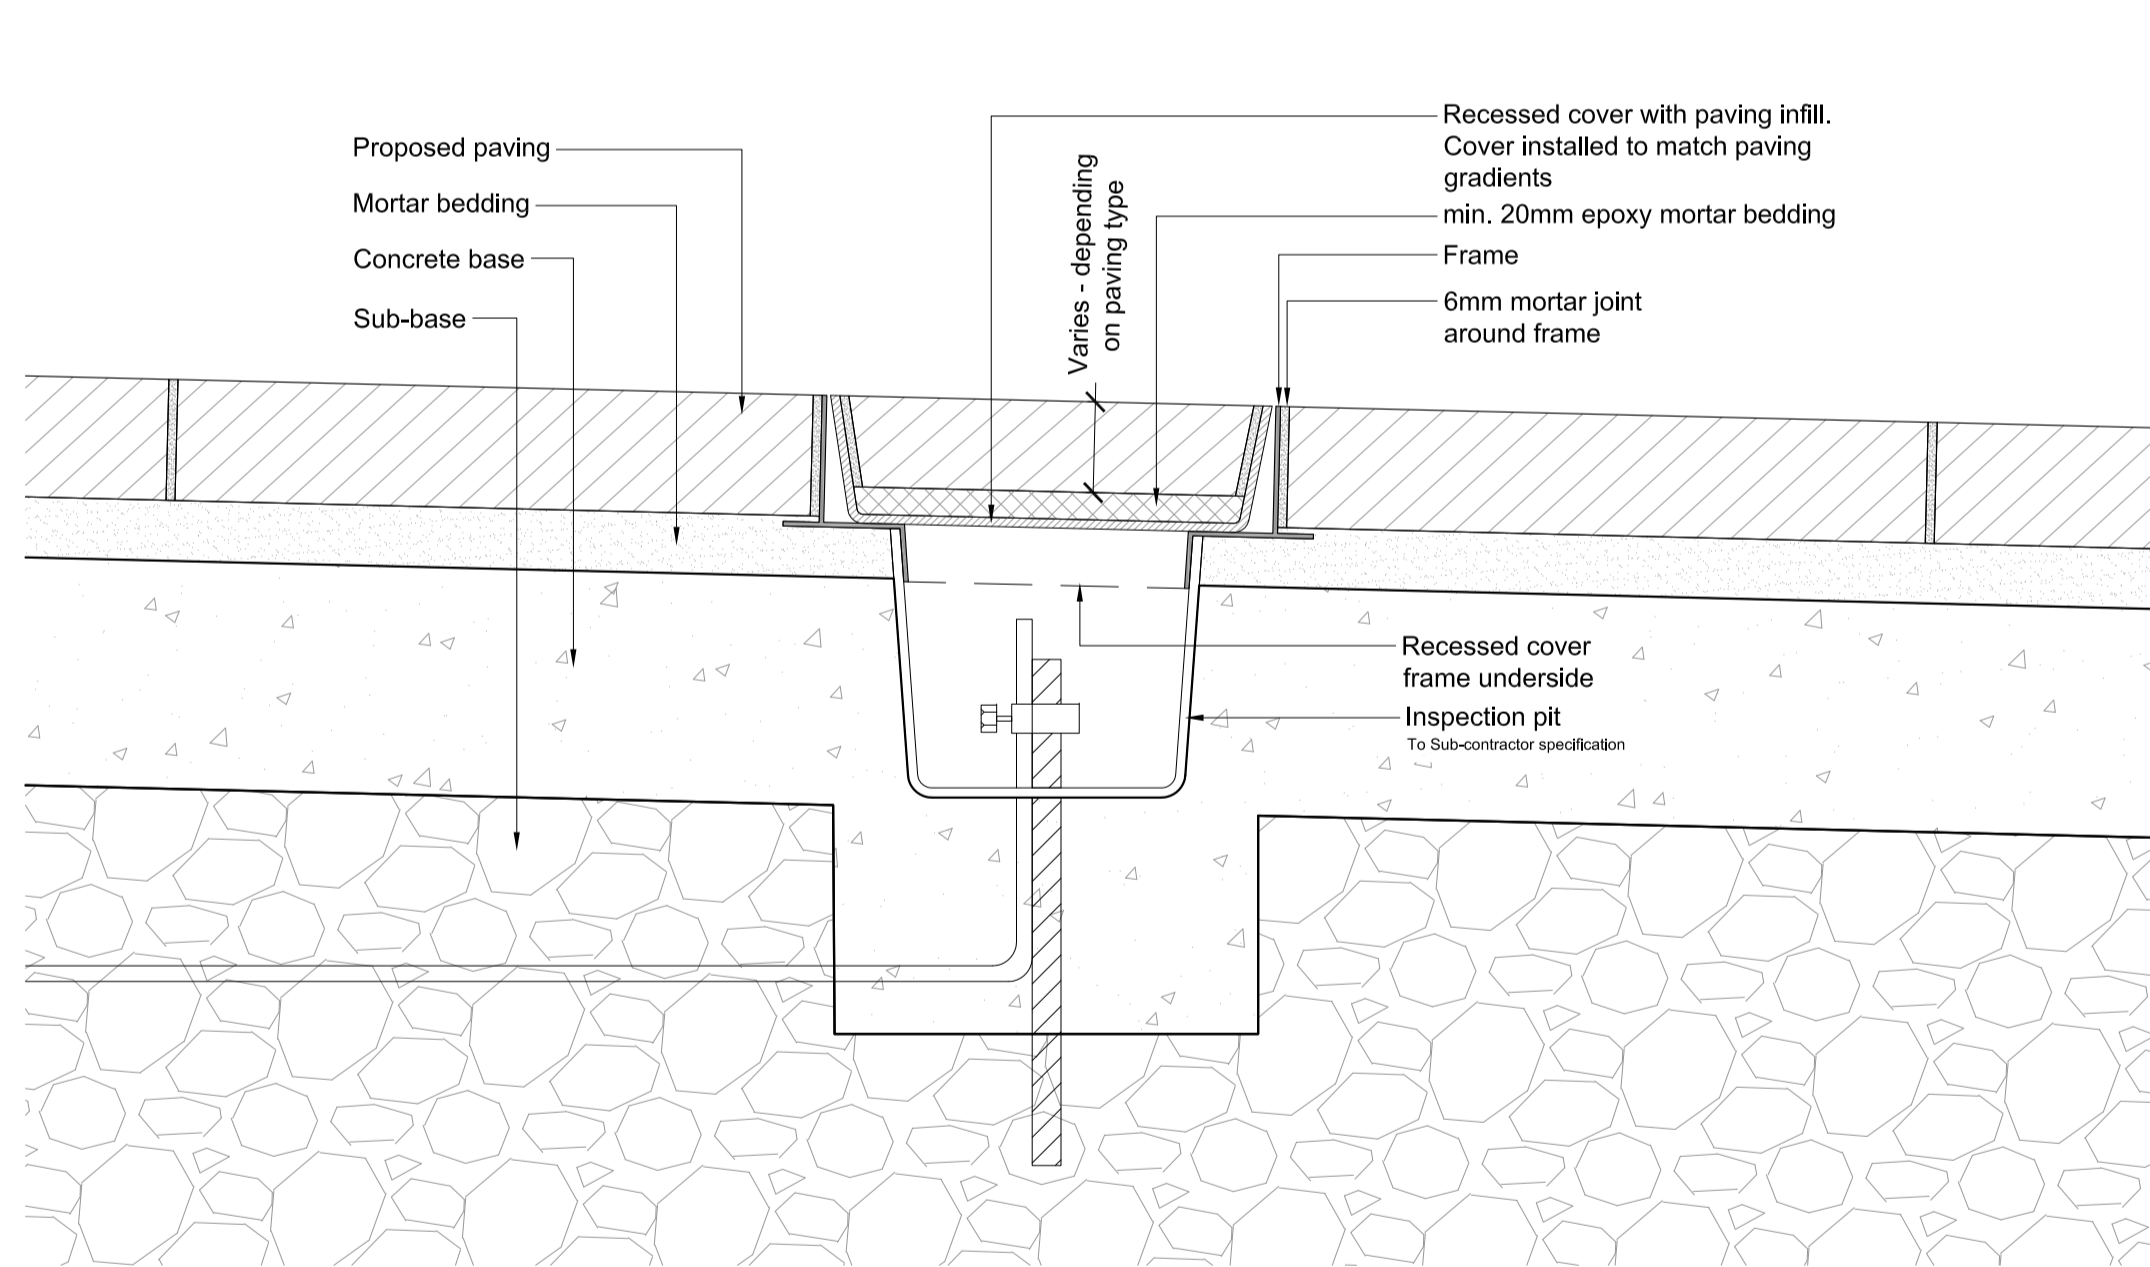 Proposed paving
Mortar bedding
Concrete base
Sub-base
Varies - depending
on paving type
Recessed cover with paving infill.
Cover installed to match paving
gradients
min. 20mm epoxy mortar bedding
Frame
6mm mortar joint
around frame
Recessed cover
frame underside
Inspection pit
To Sub-contractor specification